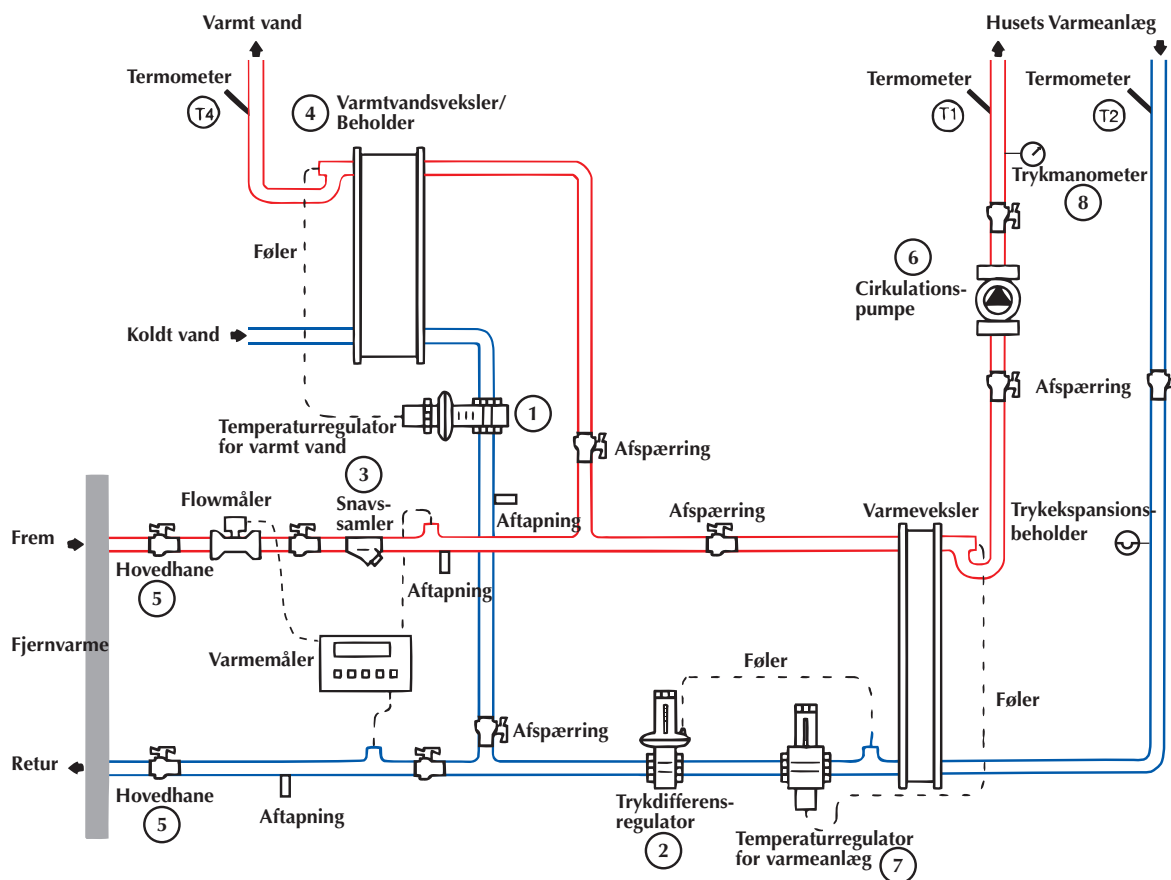 Varmt vand
Husets Varmeanlæg
Termometer
T4
4
Varmtvandsveksler/
Beholder
Termometer
T1
Termometer
T2
Trykmanometer
8
Føler
6
Cirkulations-
pumpe
Koldt vand
Afspærring
1
Temperaturregulator
for varmt vand
Afspærring
3
Flowmåler
Snavs-
samler
Aftapning
Afspærring
Varmeveksler
Trykekspansions-
beholder
Frem
Hovedhane
5
Aftapning
Fjernvarme
Varmemåler
Føler
Føler
Afspærring
Retur
Hovedhane
5
Aftapning
Trykdifferens-
regulator
2
Temperaturregulator
for varmeanlæg
7